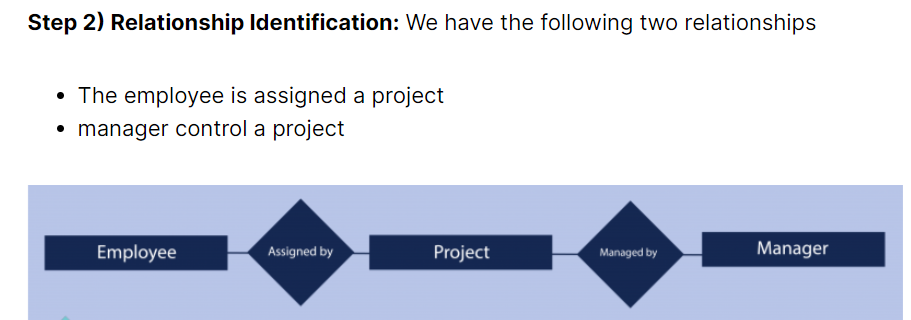 Step 2) Relationship Identification: We have the following two relationships
• The employee is assigned a project
• manager control a project
Employee
Assigned by
Project
Managed by
Manager